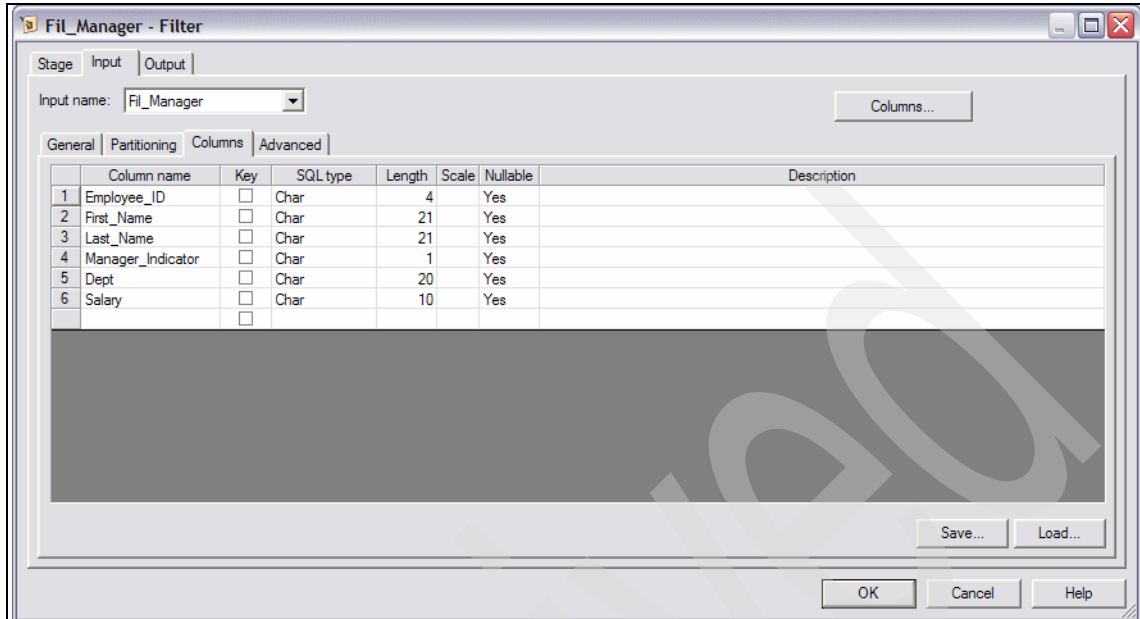 Fil_Manager - Filter
Stage Input Output
Input name: Fil_Manager Columns...
General Partitioning Columns Advanced
Column name Key SQL type Length Scale Nullable Description
1 Employee_ID Char 4 Yes
2 First_Name Char 21 Yes
3 Last_Name Char 21 Yes
4 Manager_Indicator Char 1 Yes
5 Dept Char 20 Yes
6 Salary Char 10 Yes
Save... Load...
OK Cancel Help
ved